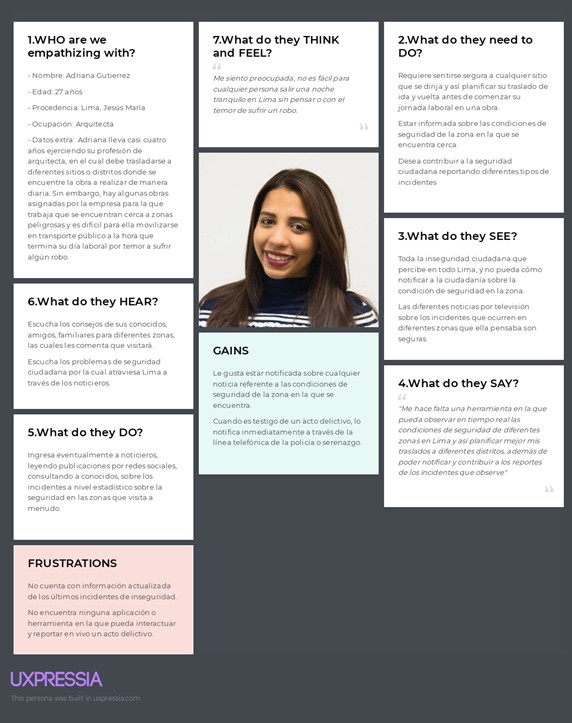 1.WHO are we
empathizing with?
- Nombre: Adriana Gutierrez
- Edad: 27 años
- Procedencia: Lima, Jesús María
- Ocupación: Arquitecta
- Datos extra: Adriana lleva casi cuatro
años ejerciendo su profesión de
arquitecta, en el cual debe trasladarse a
diferentes sitios o distritos donde se
encuentre la obra a realizar de manera
diaria. Sin embargo, hay algunas obras
asignadas por la empresa para la que
trabaja que se encuentran cerca a zonas
peligrosas y es difícil para ella movilizarse
en transporte público a la hora que
termina su día laboral por temor a sufrir
algún robo.
6.What do they HEAR?
Escucha los consejos de sus conocidos,
amigos, familiares para diferentes zonas,
las cuales les comenta que visitará.
Escucha los problemas de seguridad
ciudadana por la cual atraviesa Lima a
través de los noticieros.
5.What do they DO?
Ingresa eventualmente a noticieros,
leyendo publicaciones por redes sociales,
consultando a conocidos, sobre los
incidentes a nivel estadístico sobre la
seguridad en las zonas que visita a
menudo.
FRUSTRATIONS
No cuenta con información actualizada
de los últimos incidentes de inseguridad.
No encuentra ninguna aplicación o
herramienta en la que pueda interactuar
y reportar en vivo un acto delictivo.
7.What do they THINK
and FEEL?
“
Me siento preocupada, no es fácil para
cualquier persona salir una noche
tranquilo en Lima sin pensar o con el
temor de sufrir un robo.
”
GAINS
Le gusta estar notificada sobre cualquier
noticia referente a las condiciones de
seguridad de la zona en la que se
encuentra.
Cuando es testigo de un acto delictivo, lo
notifica inmediatamente a través de la
línea telefónica de la policía o serenazgo.
2.What do they need to
DO?
Requiere sentirse segura a cualquier sitio
que se dirija y así planificar su traslado de
ida y vuelta antes de comenzar su
jornada laboral en una obra.
Estar informada sobre las condiciones de
seguridad de la zona en la que se
encuentra cerca.
Desea contribuir a la seguridad
ciudadana reportando diferentes tipos de
incidentes
3.What do they SEE?
Toda la inseguridad ciudadana que
percibe en todo Lima, y no pueda cómo
notificar a la ciudadanía sobre la
condición de seguridad en la zona.
Las diferentes noticias por televisión
sobre los incidentes que ocurren en
diferentes zonas que ella pensaba son
seguras.
4.What do they SAY?
“
"Me hace falta una herramienta en la que
pueda observar en tiempo real las
condiciones de seguridad de diferentes
zonas en Lima y así planificar mejor mis
traslados a diferentes distritos, además de
poder notificar y contribuir a los reportes
de los incidentes que observe"
”
UXPRESSIA
This persona was built in uxpressia.com